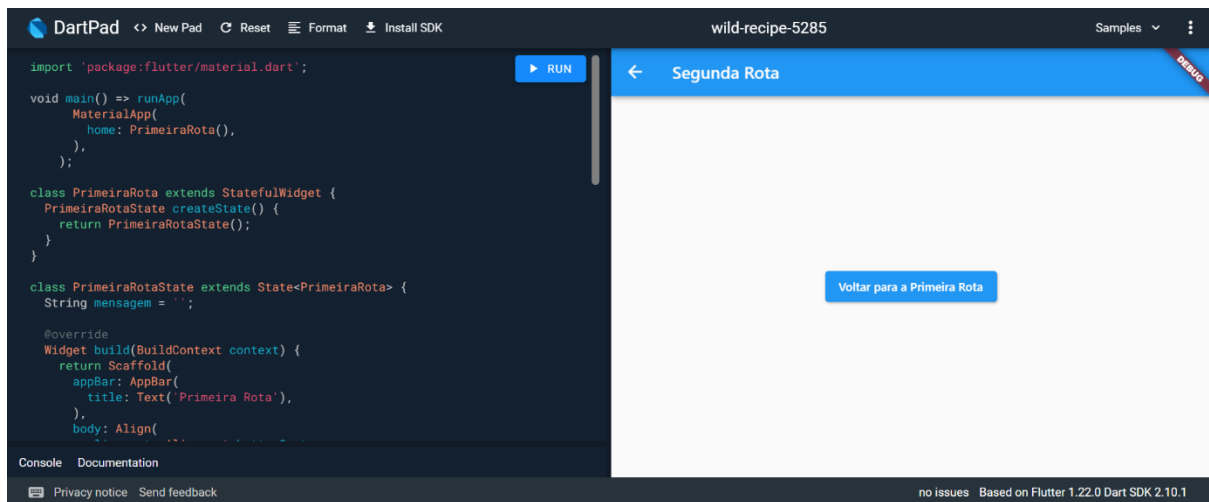 DartPad <> New Pad Reset Format Install SDK wild-recipe-5285 Samples
import 'package:flutter/material.dart';
RUN
void main() => runApp(
MaterialApp(
home: PrimeiraRota(),
),
);
class PrimeiraRota extends StatefulWidget {
PrimeiraRotaState createState() {
return PrimeiraRotaState();
}
}
class PrimeiraRotaState extends State<PrimeiraRota> {
String mensagem = '';
@override
Widget build(BuildContext context) {
return Scaffold(
appBar: AppBar(
title: Text('Primeira Rota'),
),
body: Align(
Segunda Rota
DEBUG
Voltar para a Primeira Rota
Console Documentation
Privacy notice Send feedback no issues Based on Flutter 1.22.0 Dart SDK 2.10.1